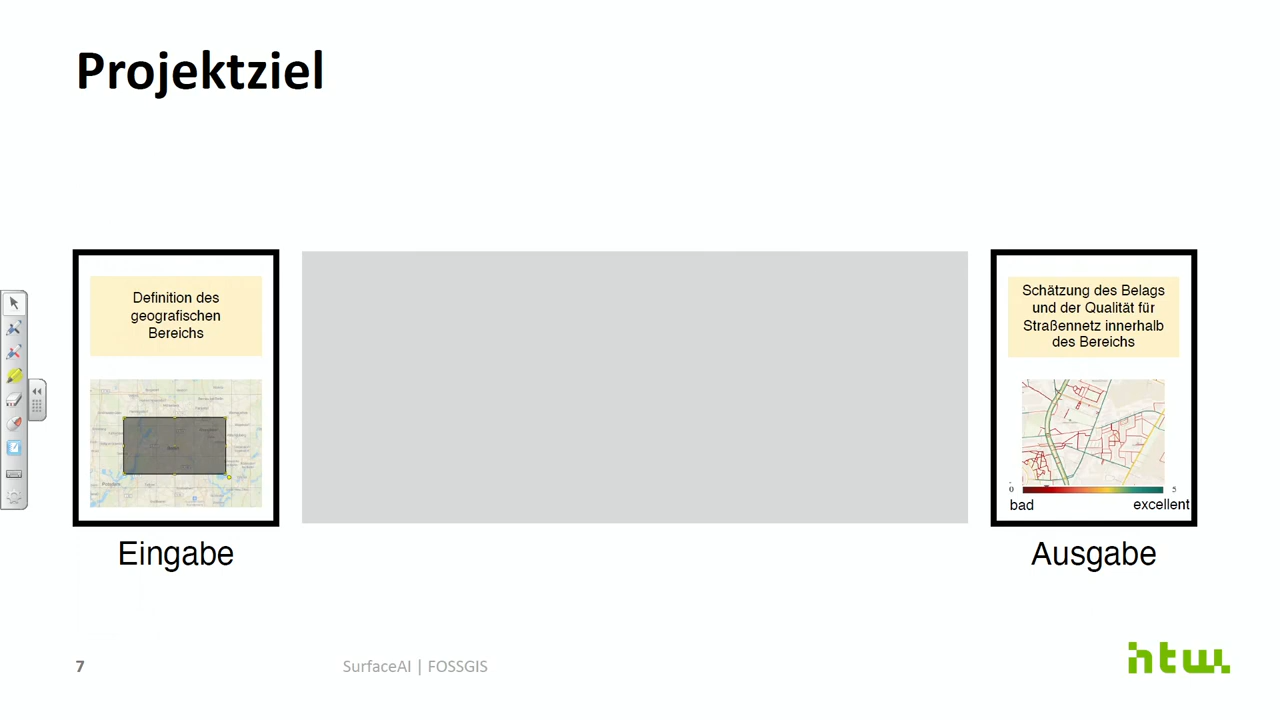 Projektziel
Definition des
geografischen
Bereichs
Eingabe
Schätzung des Belags
und der Qualität für
Straßennetz innerhalb
des Bereichs
0
5
bad
excellent
Ausgabe
7
SurfaceAI | FOSSGIS
htw.